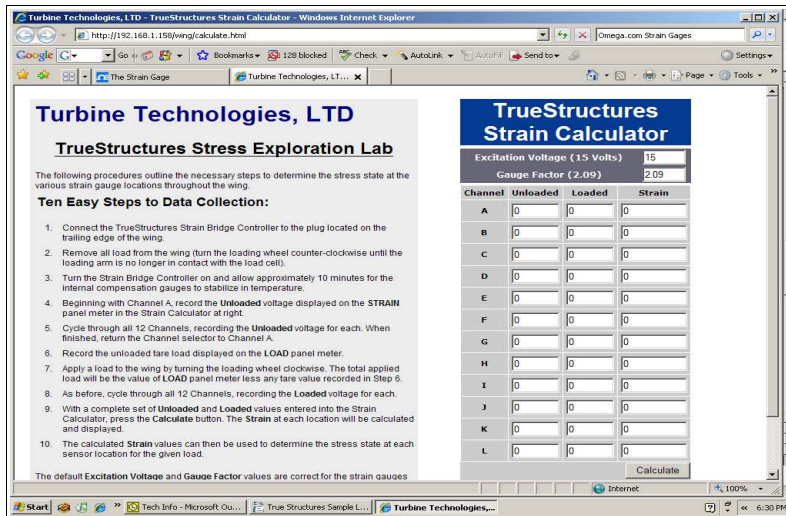 Turbine Technologies, LTD - TrueStructures Strain Calculator - Windows Internet Explorer
http://192.168.1.158/wing/calculate.html
Omega.com Strain Gages
Google
Go
Bookmarks
128 blocked
Check
AutoLink
AutoFill
Send to
Settings
The Strain Gage
Turbine Technologies, LT...
Page
Tools
Turbine Technologies, LTD
TrueStructures Stress Exploration Lab
The following procedures outline the necessary steps to determine the stress state at the
various strain gauge locations throughout the wing.
Ten Easy Steps to Data Collection:
1. Connect the TrueStructures Strain Bridge Controller to the plug located on the
trailing edge of the wing.
2. Remove all load from the wing (turn the loading wheel counter-clockwise until the
loading arm is no longer in contact with the load cell).
3. Turn the Strain Bridge Controller on and allow approximately 10 minutes for the
internal compensation gauges to stabilize in temperature.
4. Beginning with Channel A, record the Unloaded voltage displayed on the STRAIN
panel meter in the Strain Calculator at right.
5. Cycle through all 12 Channels, recording the Unloaded voltage for each. When
finished, return the Channel selector to Channel A.
6. Record the unloaded tare load displayed on the LOAD panel meter.
7. Apply a load to the wing by turning the loading wheel clockwise. The total applied
load will be the value of LOAD panel meter less any tare value recorded in Step 6.
8. As before, cycle through all 12 Channels, recording the Loaded voltage for each.
9. With a complete set of Unloaded and Loaded values entered into the Strain
Calculator, press the Calculate button. The Strain at each location will be calculated
and displayed.
10. The calculated Strain values can then be used to determine the stress state at each
sensor location for the given load.
The default Excitation Voltage and Gauge Factor values are correct for the strain gauges
TrueStructures
Strain Calculator
Excitation Voltage (15 Volts) 15
Gauge Factor (2.09) 2.09
Channel Unloaded Loaded Strain
A 0 0 0
B 0 0 0
C 0 0 0
D 0 0 0
E 0 0 0
F 0 0 0
G 0 0 0
H 0 0 0
I 0 0 0
J 0 0 0
K 0 0 0
L 0 0 0
Calculate
Internet
100%
Start
Tech Info - Microsoft Ou...
True Structures Sample L...
Turbine Technologies,...
6:30 PM